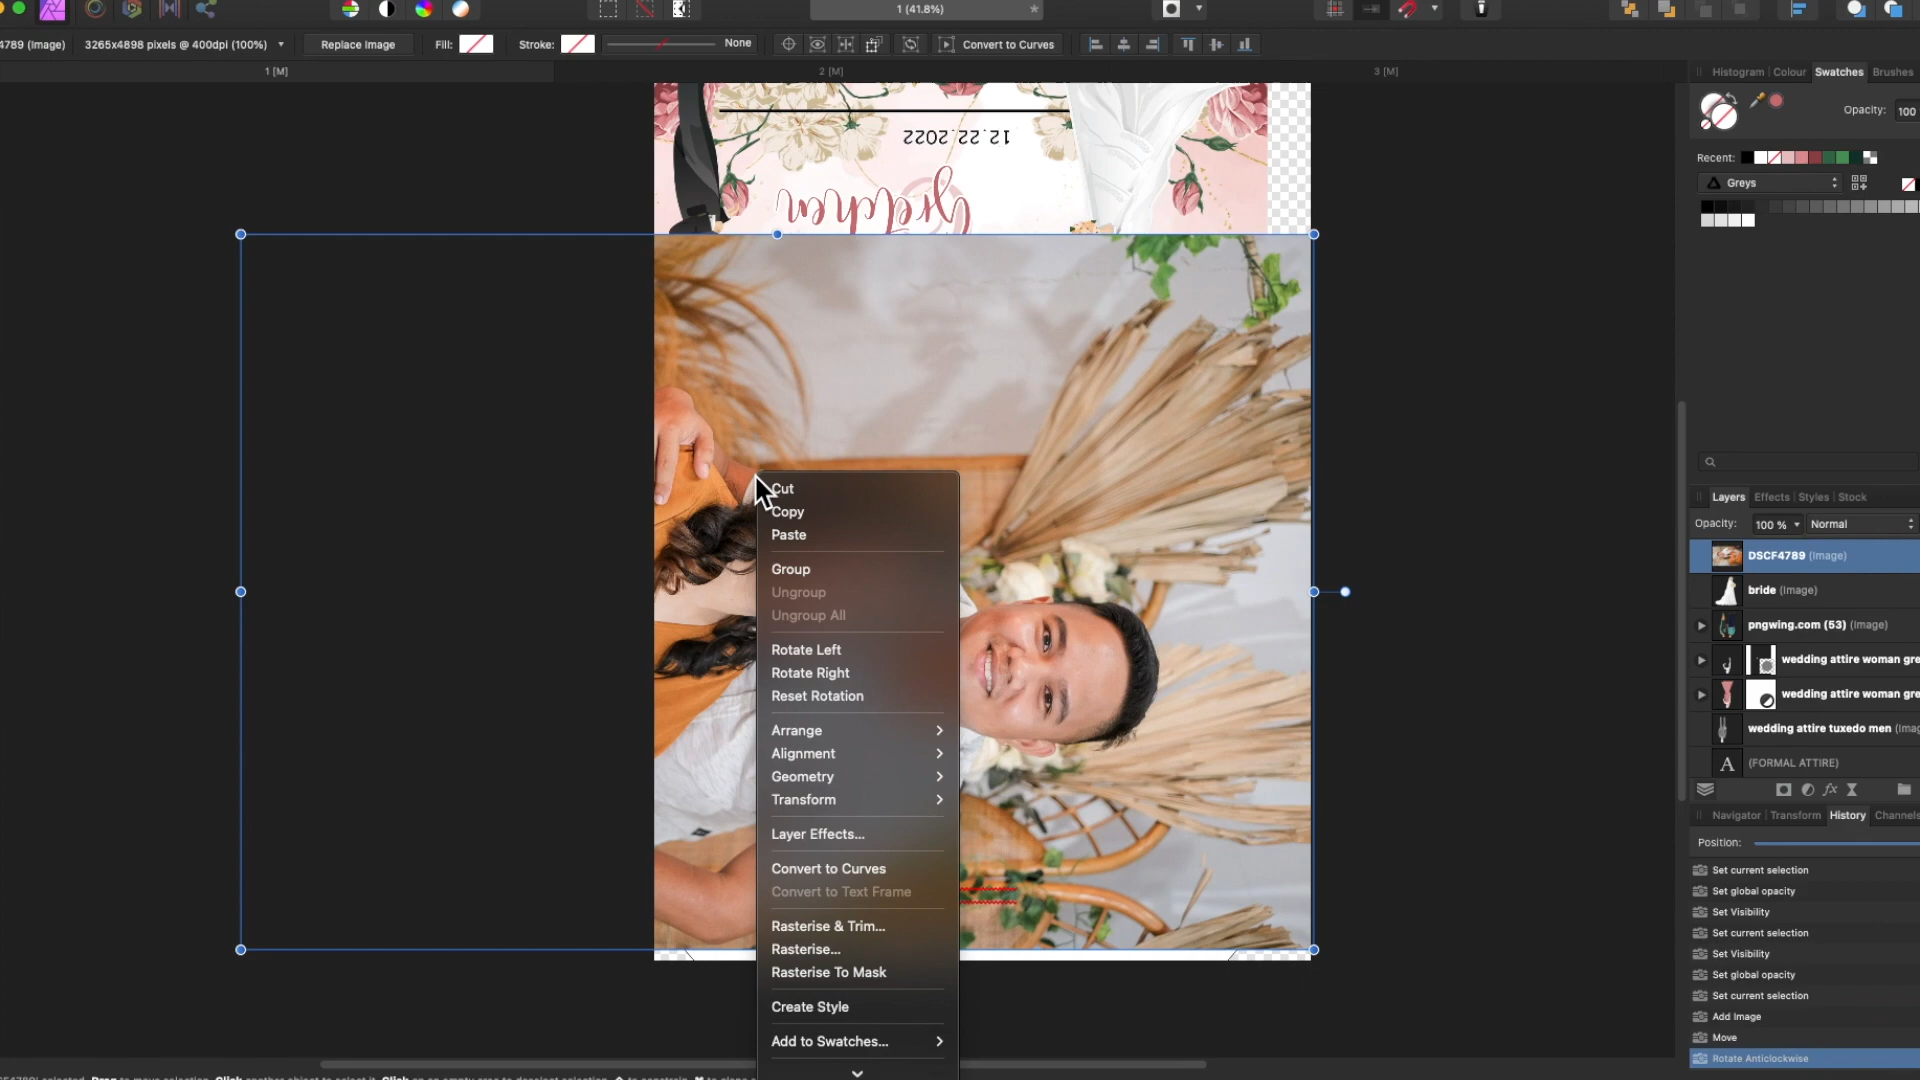 1 (41.8%)
4789 (Image)
3265x4898 pixels @ 400dpi (100%)
Replace Image
Fill:
Stroke:
None
Convert to Curves
1 [M]
2 [M]
3 [M]
12.22.2022
Gretchen
Histogram
Colour
Swatches
Brushes
Opacity:
100
Recent:
Greys
Cut
Copy
Paste
Group
Ungroup
Ungroup All
Rotate Left
Rotate Right
Reset Rotation
Arrange
Alignment
Geometry
Transform
Layer Effects...
Convert to Curves
Convert to Text Frame
Rasterise & Trim...
Rasterise...
Rasterise To Mask
Create Style
Add to Swatches...
Layers
Effects
Styles
Stock
Opacity:
100 %
Normal
DSCF4789 (Image)
bride (Image)
pngwing.com (53) (Image)
wedding attire woman gre
wedding attire woman gre
wedding attire tuxedo men (Imag
A
(FORMAL ATTIRE)
Navigator
Transform
History
Channels
Position:
Set current selection
Set global opacity
Set Visibility
Set current selection
Set Visibility
Set global opacity
Set current selection
Add Image
Move
Rotate Anticlockwise